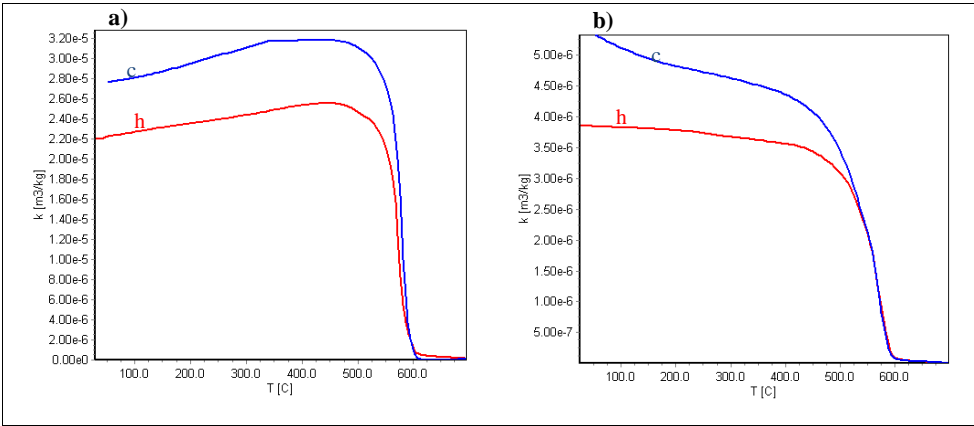 a)
3.20e-5
3.00e-5
2.80e-5
2.60e-5
2.40e-5
2.20e-5
2.00e-5
1.80e-5
1.60e-5
1.40e-5
1.20e-5
1.00e-5
8.00e-6
6.00e-6
4.00e-6
2.00e-6
0.00e0
k [m3/kg]
c
h
100.0 200.0 300.0 400.0 500.0 600.0
T [C]
b)
5.00e-6
4.50e-6
4.00e-6
3.50e-6
3.00e-6
2.50e-6
2.00e-6
1.50e-6
1.00e-6
5.00e-7
k [m3/kg]
c
h
100.0 200.0 300.0 400.0 500.0 600.0
T [C]